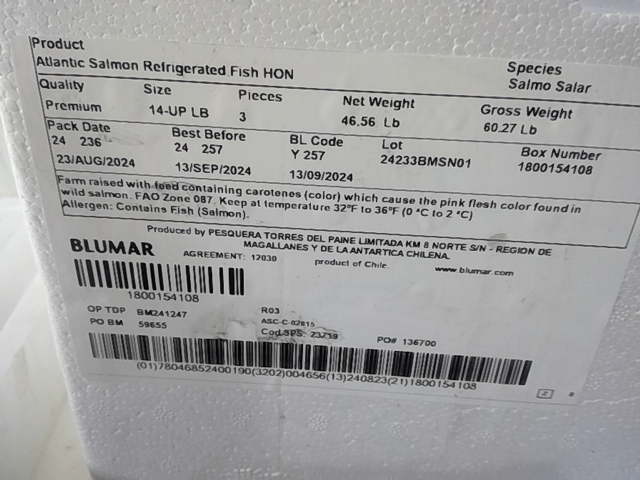 Product
Atlantic Salmon Refrigerated Fish HON
Species
Salmo Salar
Quality Size Pieces Net Weight Gross Weight
Premium 14-UP LB 3 46.56 Lb 60.27 Lb
Pack Date Best Before BL Code Lot Box Number
24 236 24 257 Y 257 24233BMSN01 1800154108
23/AUG/2024 13/SEP/2024 13/09/2024
Farm raised with feed containing carotenes (color) which cause the pink flesh color found in
wild salmon. FAO Zone 087. Keep at temperature 32°F to 36°F (0 °C to 2 °C)
Allergen: Contains Fish (Salmon).
Produced by PESQUERA TORRES DEL PAINE LIMITADA KM 8 NORTE S/N - REGION DE
MAGALLANES Y DE LA ANTARTICA CHILENA.
BLUMAR AGREEMENT: 12030 product of Chile. www.blumar.com
1800154108
OP TDP BM241247 R03
PO BM 59655 ASC-C-02815
Cod.SPS: 23719 PO# 136700
(01)78046852400190(3202)004656(13)240823(21)1800154108
2